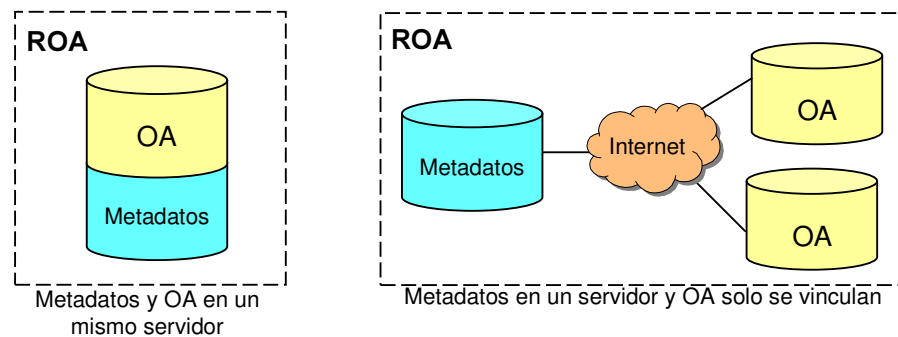 ROA
OA
Metadatos
Metadatos y OA en un
mismo servidor
ROA
Metadatos
Internet
OA
OA
Metadatos en un servidor y OA solo se vinculan